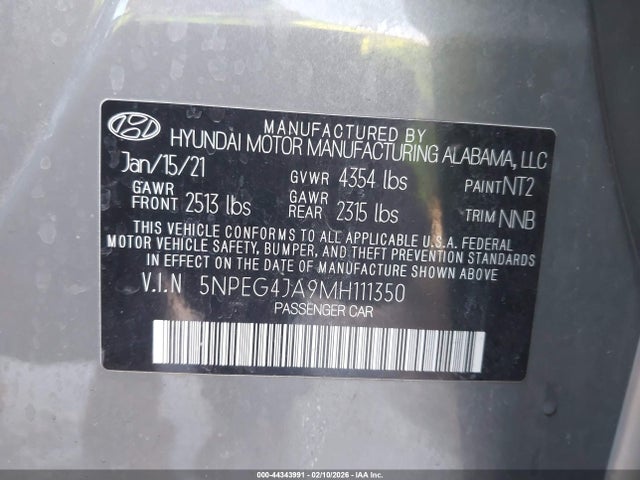 MANUFACTURED BY
HYUNDAI MOTOR MANUFACTURING ALABAMA, LLC
Jan/15/21 GVWR 4354 lbs PAINT NT2
GAWR FRONT 2513 lbs GAWR REAR 2315 lbs TRIM NNB
THIS VEHICLE CONFORMS TO ALL APPLICABLE U.S.A. FEDERAL
MOTOR VEHICLE SAFETY, BUMPER, AND THEFT PREVENTION
STANDARDS IN EFFECT ON THE DATE OF MANUFACTURE SHOWN ABOVE.
V.I.N 5NPEG4JA9MH111350
PASSENGER CAR
000-44343991 - 02/10/2026 - IAA Inc.